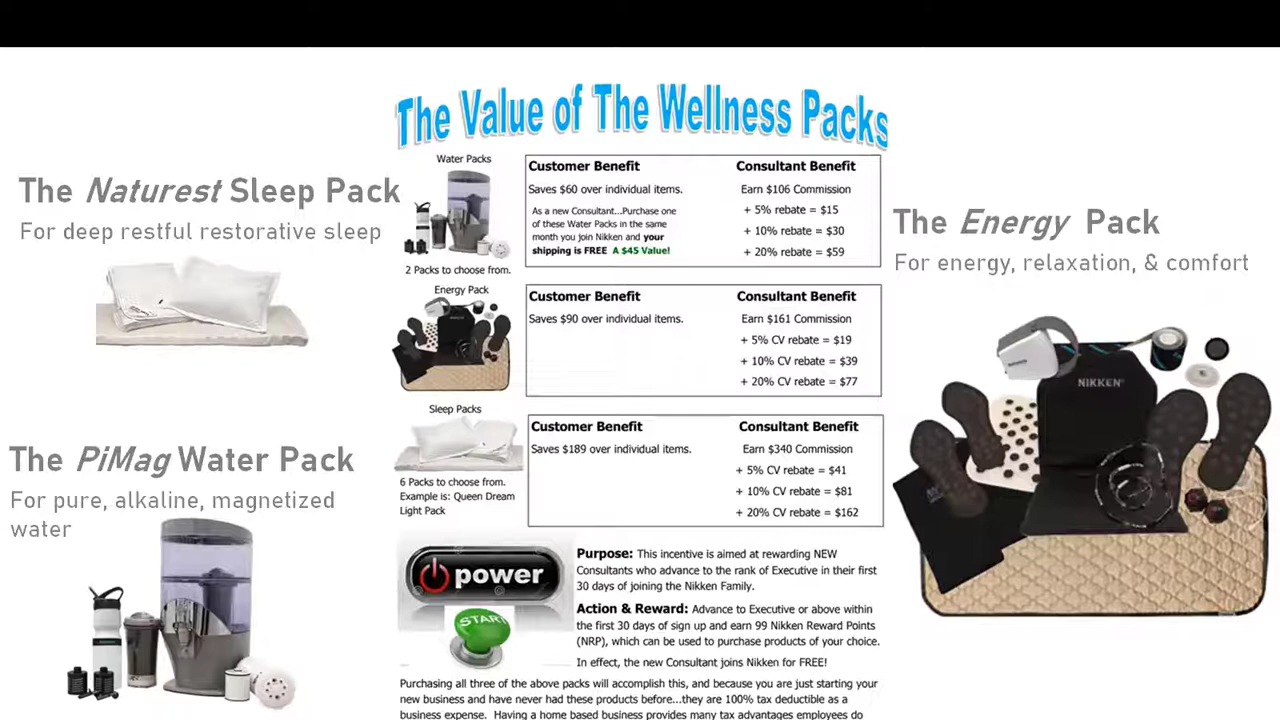 The Value of The Wellness Packs
The Naturest Sleep Pack
For deep restful restorative sleep
The PiMag Water Pack
For pure, alkaline, magnetized
water
Water Packs
2 Packs to choose from.
Customer Benefit
Saves $60 over individual items.
As a new Consultant...Purchase one
of these Water Packs in the same
month you join Nikken and your
shipping is FREE A $45 Value!
Consultant Benefit
Earn $106 Commission
+ 5% rebate = $15
+ 10% rebate = $30
+ 20% rebate = $59
Energy Pack
NIKKEN
Customer Benefit
Saves $90 over individual items.
Consultant Benefit
Earn $161 Commission
+ 5% CV rebate = $19
+ 10% CV rebate = $39
+ 20% CV rebate = $77
Sleep Packs
6 Packs to choose from.
Example is: Queen Dream
Light Pack
Customer Benefit
Saves $189 over individual items.
Consultant Benefit
Earn $340 Commission
+ 5% CV rebate = $41
+ 10% CV rebate = $81
+ 20% CV rebate = $162
power
START
Purpose: This incentive is aimed at rewarding NEW
Consultants who advance to the rank of Executive in their first
30 days of joining the Nikken Family.
Action & Reward: Advance to Executive or above within
the first 30 days of sign up and earn 99 Nikken Reward Points
(NRP), which can be used to purchase products of your choice.
In effect, the new Consultant joins Nikken for FREE!
Purchasing all three of the above packs will accomplish this, and because you are just starting your
new business and have never had these products before...they are 100% tax deductible as a
business expense. Having a home based business provides many tax advantages employees do
The Energy Pack
For energy, relaxation, & comfort
NIKKEN